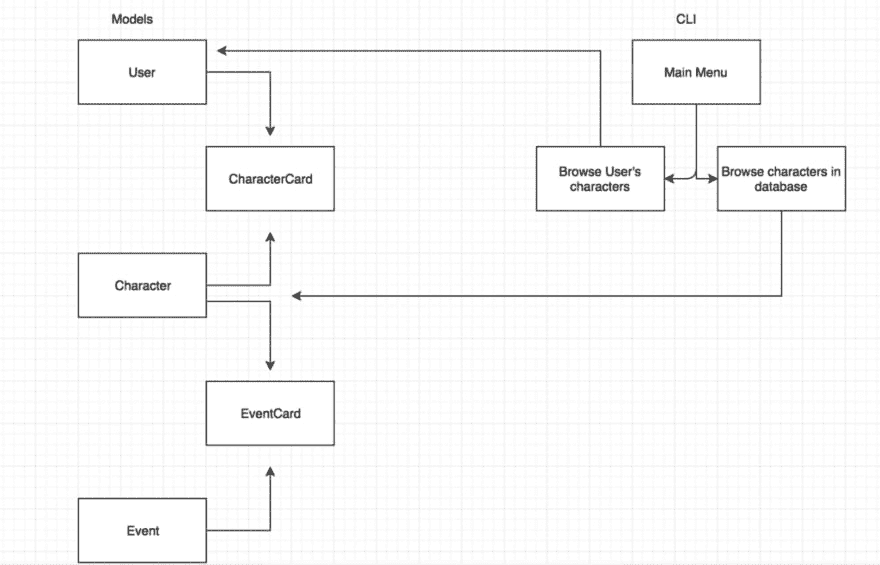 Models
CLI
User
Main Menu
CharacterCard
Browse User's
characters
Browse characters in
database
Character
EventCard
Event